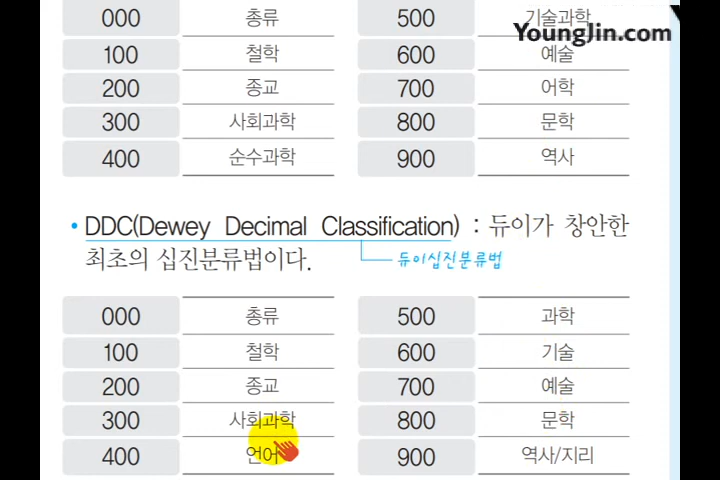 000 총류 500 기술과학
YoungJin.com
100 철학 600 예술
200 종교 700 어학
300 사회과학 800 문학
400 순수과학 900 역사
• DDC(Dewey Decimal Classification) : 듀이가 창안한
최초의 십진분류법이다.
듀이십진분류법
000 총류 500 과학
100 철학 600 기술
200 종교 700 예술
300 사회과학 800 문학
400 언어 900 역사/지리